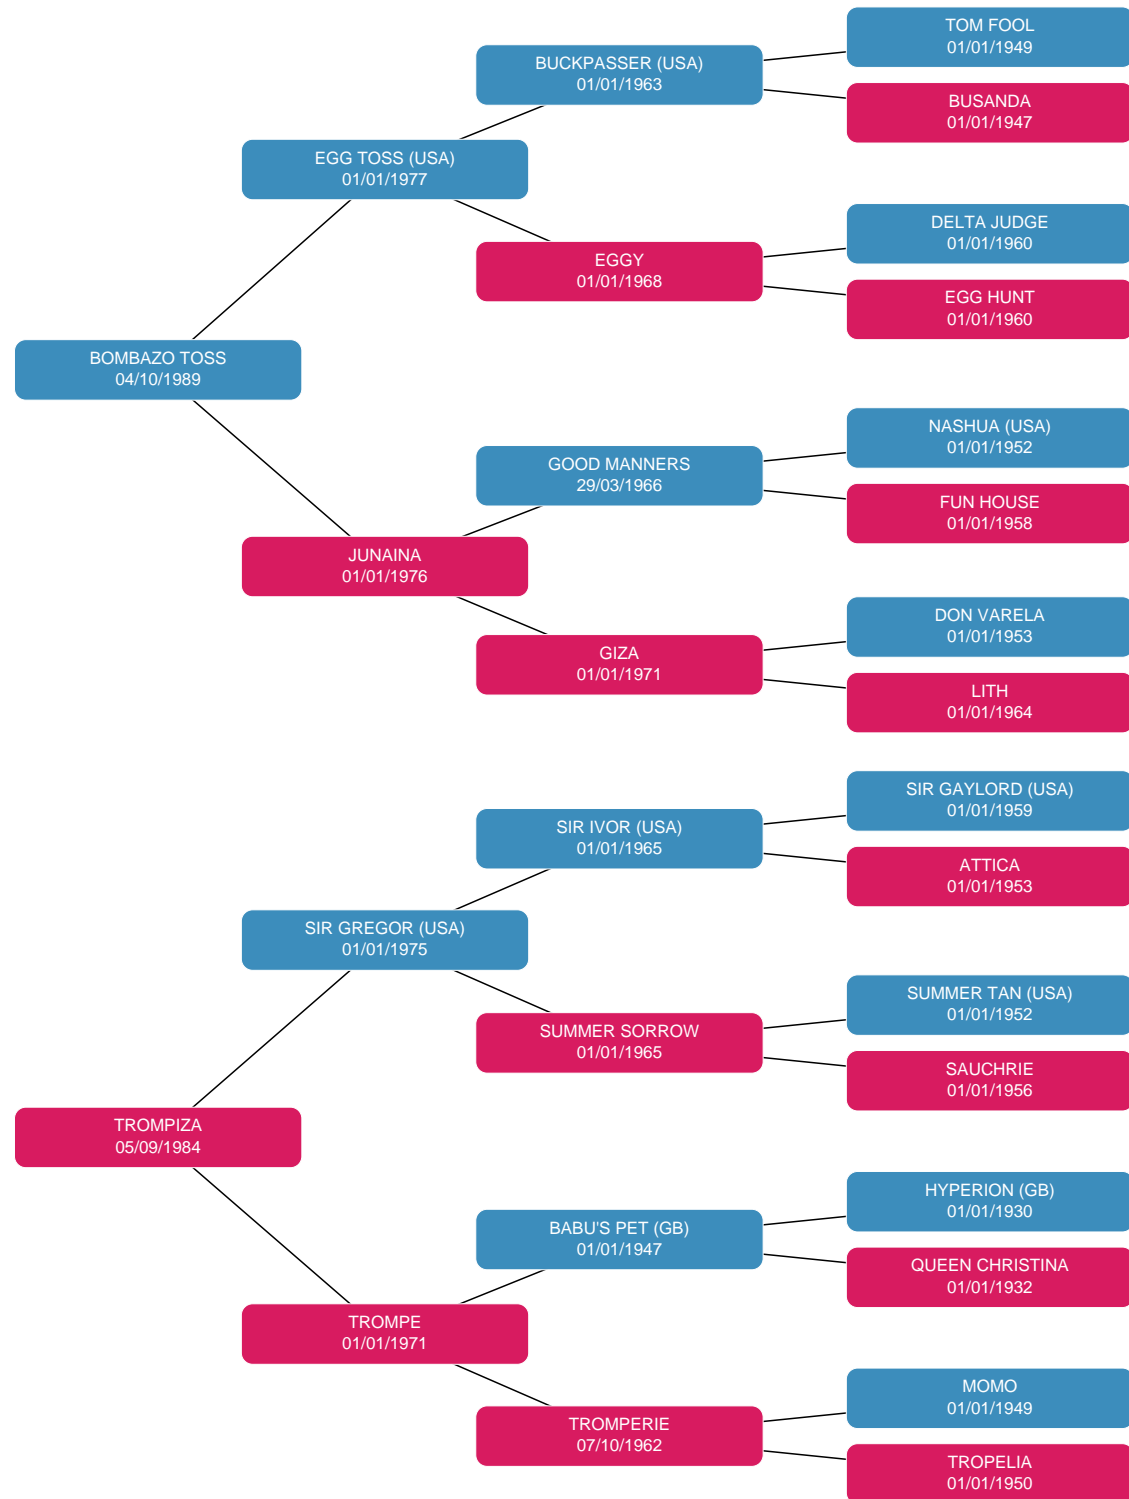 TOM FOOL
01/01/1949
BUCKPASSER (USA)
01/01/1963
BUSANDA
01/01/1947
EGG TOSS (USA)
01/01/1977
DELTA JUDGE
01/01/1960
EGGY
01/01/1968
EGG HUNT
01/01/1960
BOMBAZO TOSS
04/10/1989
NASHUA (USA)
01/01/1952
GOOD MANNERS
29/03/1966
FUN HOUSE
01/01/1958
JUNAINA
01/01/1976
DON VARELA
01/01/1953
GIZA
01/01/1971
LITH
01/01/1964
SIR GAYLORD (USA)
01/01/1959
SIR IVOR (USA)
01/01/1965
ATTICA
01/01/1953
SIR GREGOR (USA)
01/01/1975
SUMMER TAN (USA)
01/01/1952
SUMMER SORROW
01/01/1965
SAUCHRIE
01/01/1956
TROMPIZA
05/09/1984
HYPERION (GB)
01/01/1930
BABU'S PET (GB)
01/01/1947
QUEEN CHRISTINA
01/01/1932
TROMPE
01/01/1971
MOMO
01/01/1949
TROMPERIE
07/10/1962
TROPELIA
01/01/1950